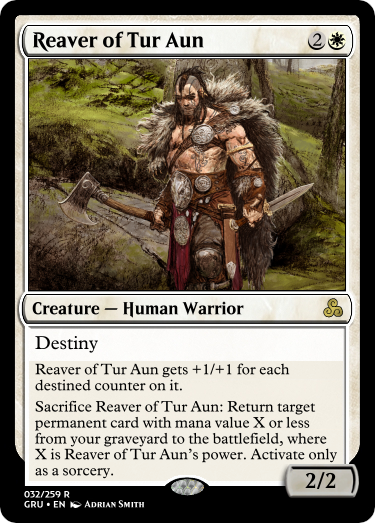 Reaver of Tur Aun 2
Creature — Human Warrior
Destiny
Reaver of Tur Aun gets +1/+1 for each
destined counter on it.
Sacrifice Reaver of Tur Aun: Return target
permanent card with mana value X or less
from your graveyard to the battlefield, where
X is Reaver of Tur Aun's power. Activate only
as a sorcery.
2/2
032/259 R
GRU • EN Adrian Smith